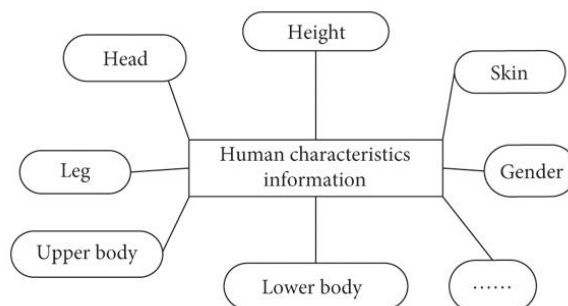 Height
Head
Skin
Human characteristics
information
Leg
Gender
Upper body
Lower body
......